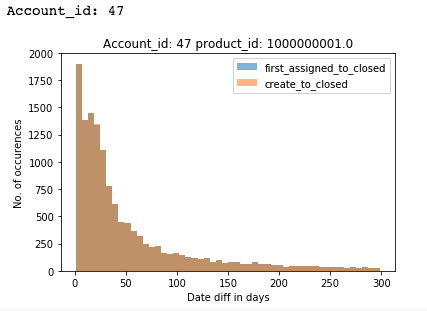 Account_id: 47
Account_id: 47 product_id: 1000000001.0
first_assigned_to_closed
create_to_closed
No. of occurences
2000
1750
1500
1250
1000
750
500
250
0
0 50 100 150 200 250 300
Date diff in days